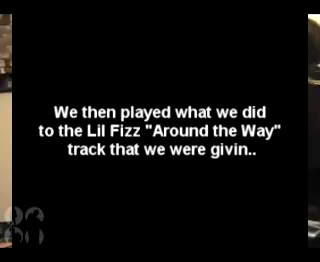 We then played what we did
to the Lil Fizz "Around the Way"
track that we were givin..